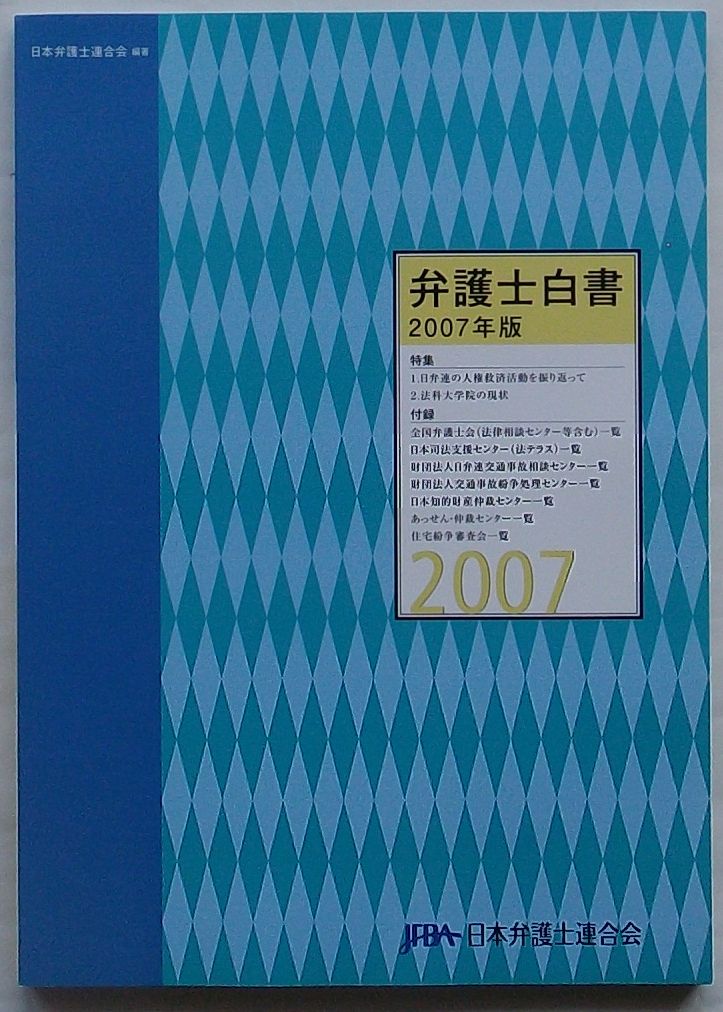 日本弁護士連合会 編著
弁護士白書
2007年版
特集
1.日弁連の人権救済活動を振り返って
2.法科大学院の現状
付録
全国弁護士会(法律相談センター等含む)一覧
日本司法支援センター(法テラス)一覧
財団法人日弁連交通事故相談センター一覧
財団法人交通事故紛争処理センター一覧
日本知的財産仲裁センター一覧
あっせん・仲裁センター一覧
住宅紛争審査会一覧
2007
JFBA 日本弁護士連合会